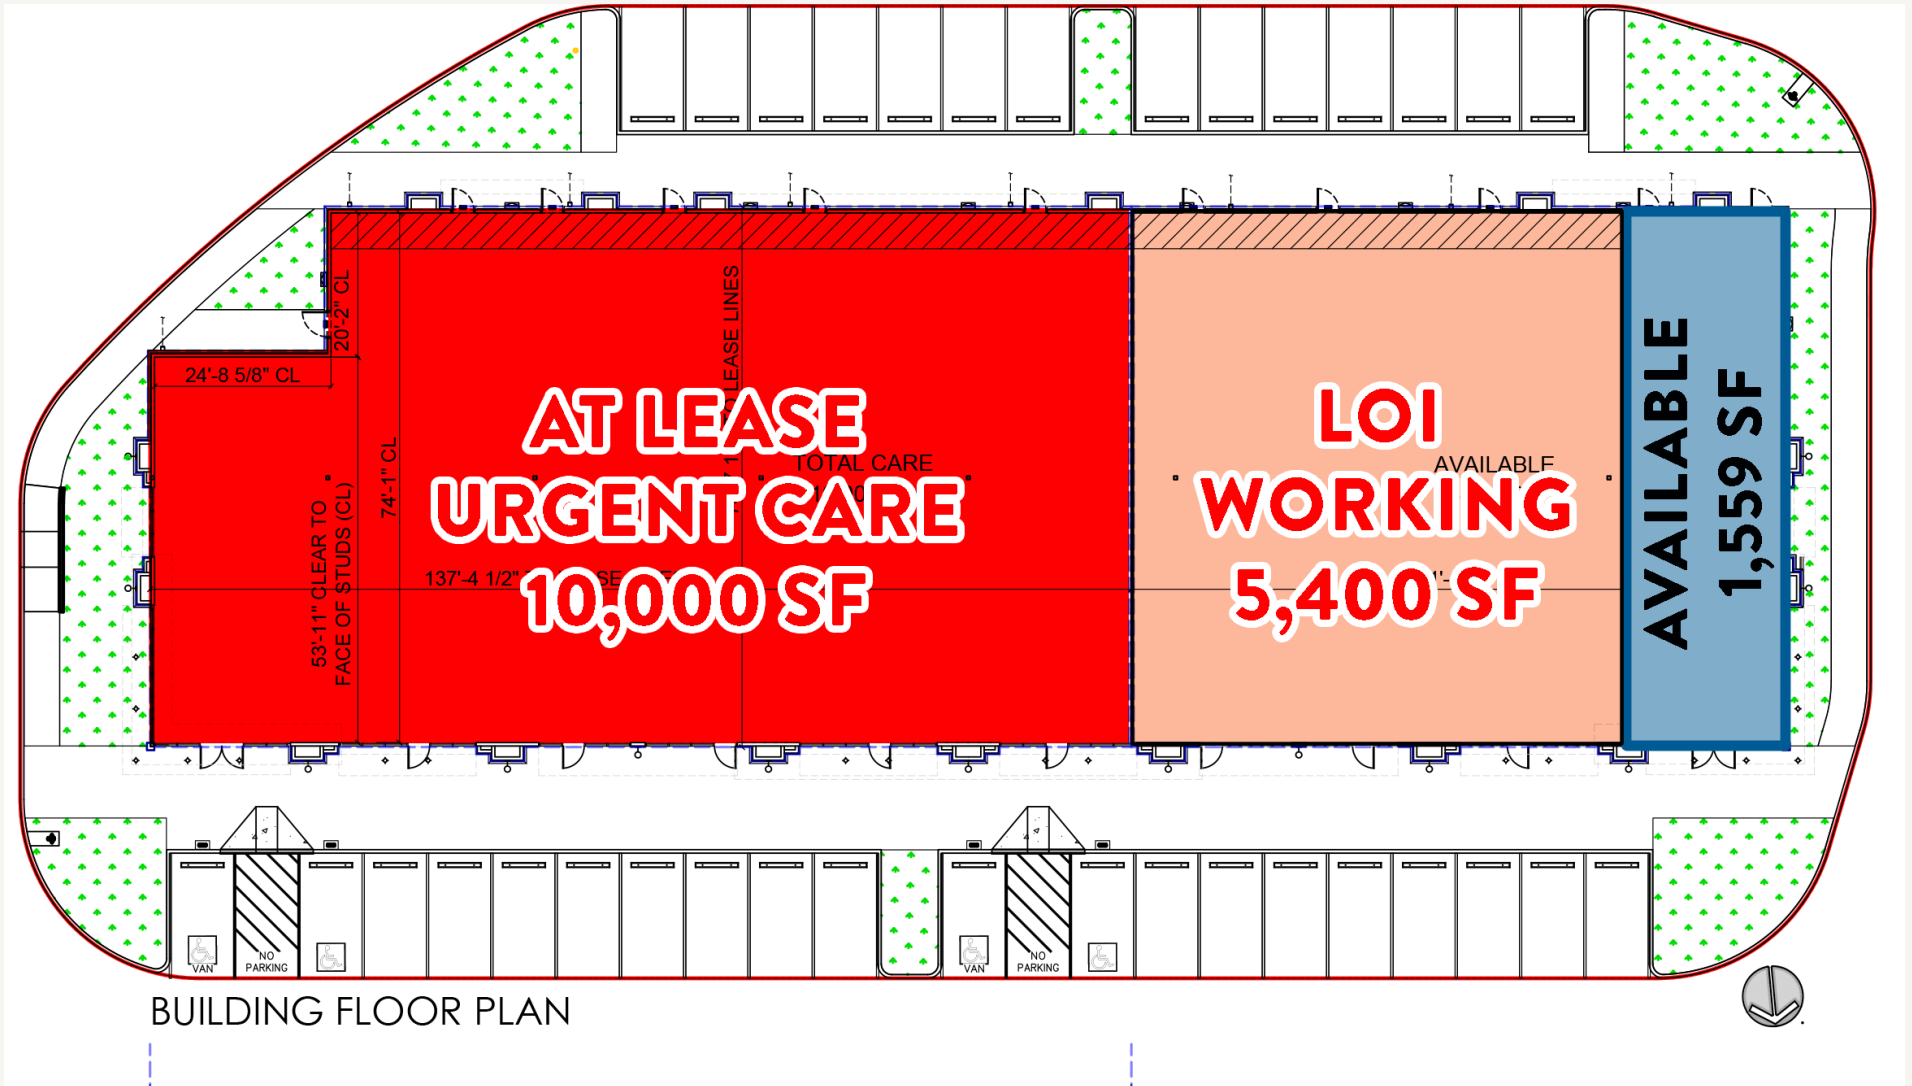 20'-2" CL
24'-8 5/8" CL
LEASE LINES
74'-1" CL
53'-11" CLEAR TO
FACE OF STUDS (CL)
AT LEASE
URGENT CARE
10,000 SF
TOTAL CARE
137'-4 1/2"
LOI
WORKING
5,400 SF
AVAILABLE
AVAILABLE
1,559 SF
NO
PARKING
VAN
NO
PARKING
VAN
BUILDING FLOOR PLAN